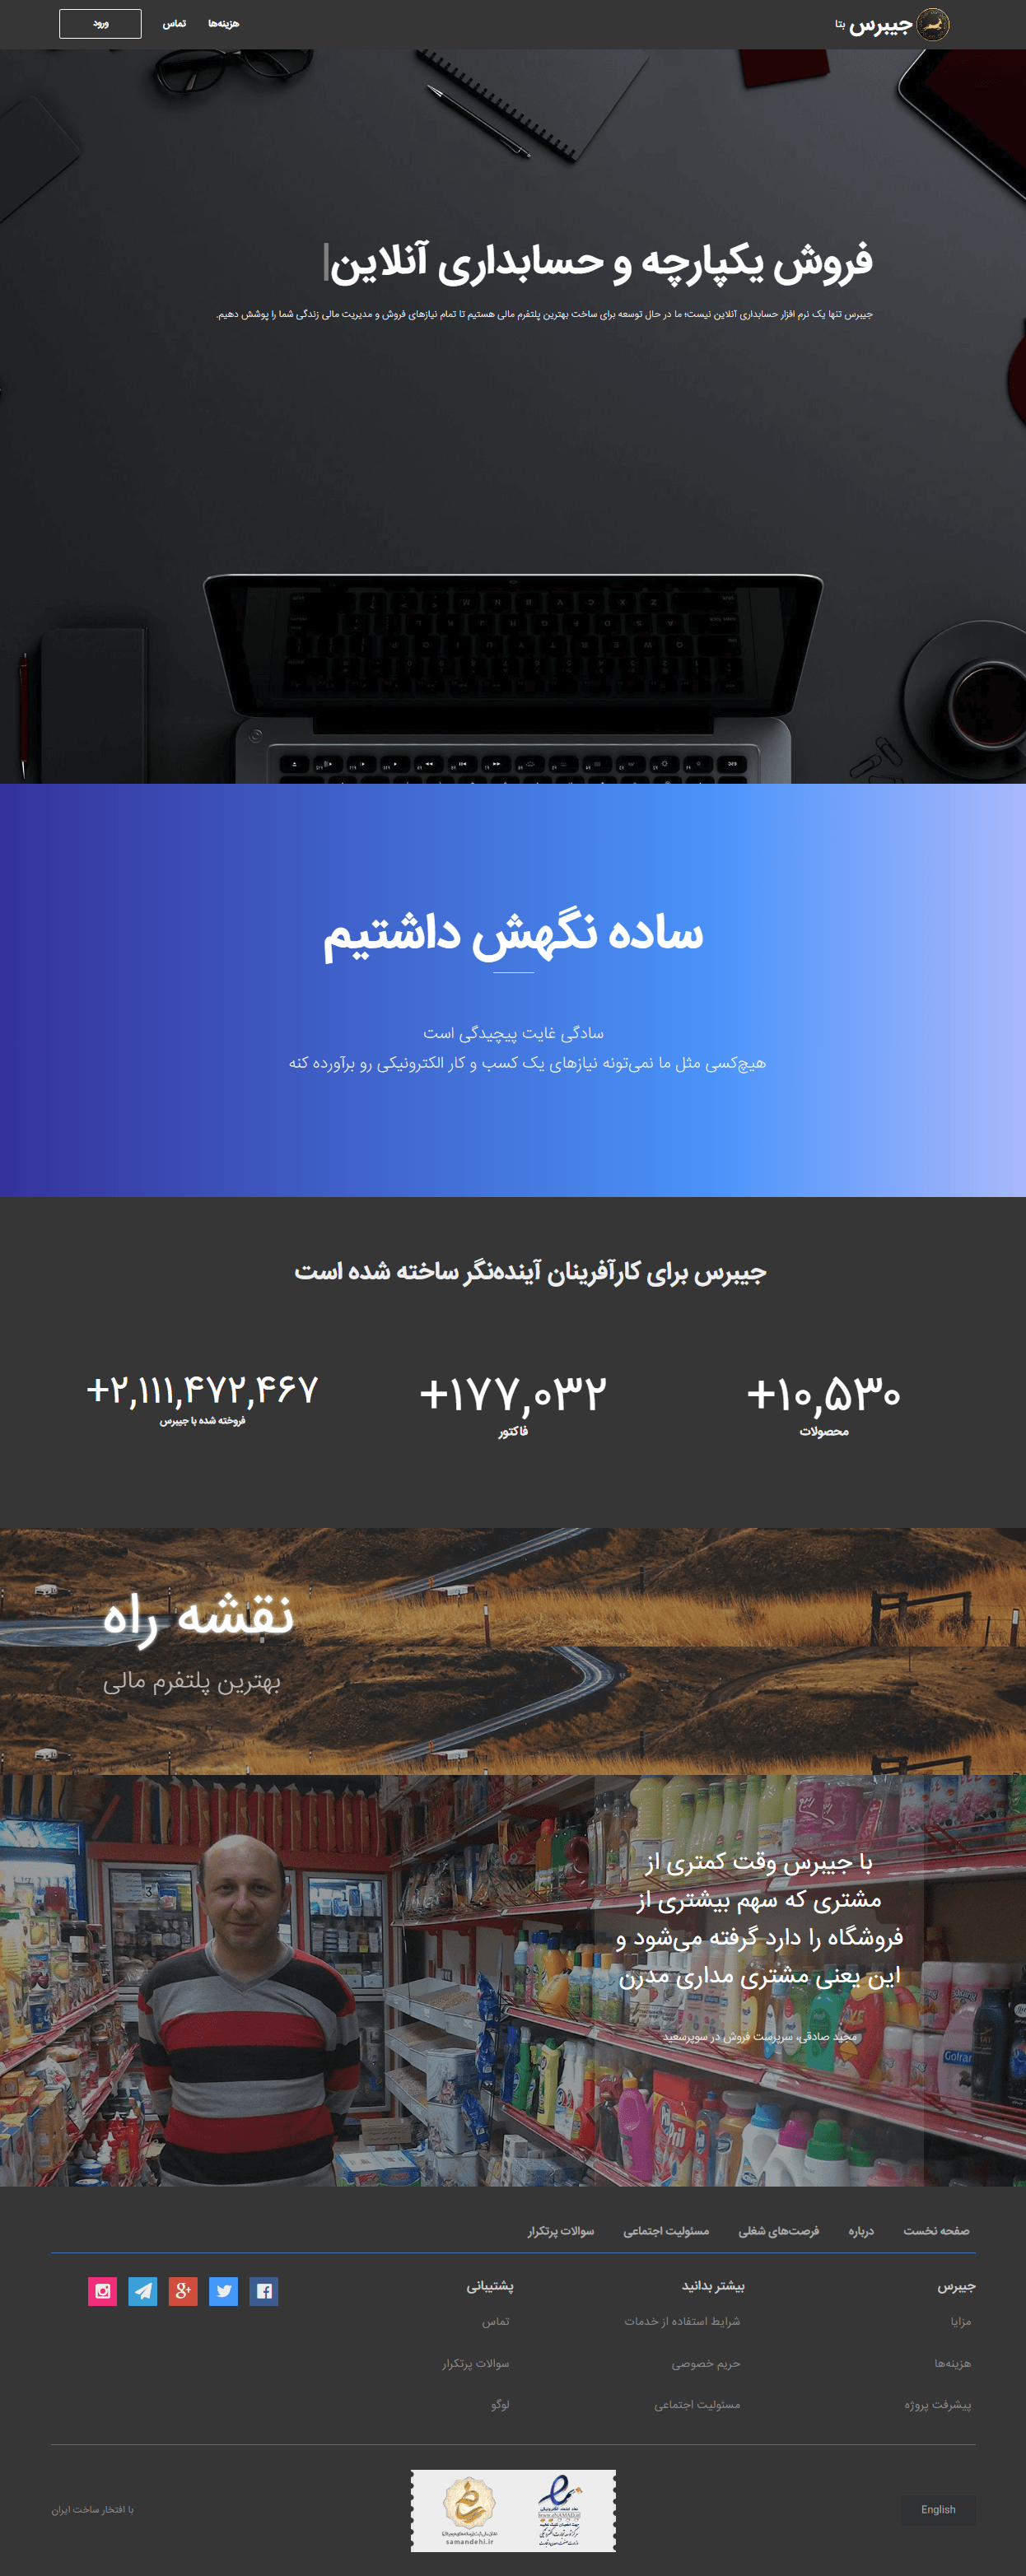 جیبرس بتا
هزینه‌ها
تماس
ورود
فروش یکپارچه و حسابداری آنلاین
جیبرس تنها یک نرم افزار حسابداری آنلاین نیست؛ ما در حال توسعه برای ساخت بهترین پلتفرم مالی هستیم تا تمام نیازهای فروش و مدیریت مالی زندگی شما را پوشش دهیم.
ساده نگهش داشتیم
سادگی غایت پیچیدگی است
هیچ‌کسی مثل ما نمی‌تونه نیازهای یک کسب و کار الکترونیکی رو برآورده کنه
جیبرس برای کارآفرینان آینده‌نگر ساخته شده است
+۱۰,۵۳۰
محصولات
+۱۷۷,۰۳۲
فاکتور
+۲,۱۱۱,۴۷۲,۴۶۷
فروخته شده با جیبرس
نقشه راه
بهترین پلتفرم مالی
با جیبرس وقت کمتری از
مشتری که سهم بیشتری از
فروشگاه را دارد گرفته می‌شود و
این یعنی مشتری مداری مدرن
مجید صادقی، سرپرست فروش در سوپرسعید
صفحه نخست
درباره
فرصت‌های شغلی
مسئولیت اجتماعی
سوالات پرتکرار
جیبرس
مزایا
هزینه‌ها
پیشرفت پروژه
بیشتر بدانید
شرایط استفاده از خدمات
حریم خصوصی
مسئولیت اجتماعی
پشتیبانی
تماس
سوالات پرتکرار
لوگو
English
samandehi.ir
با افتخار ساخت ایران